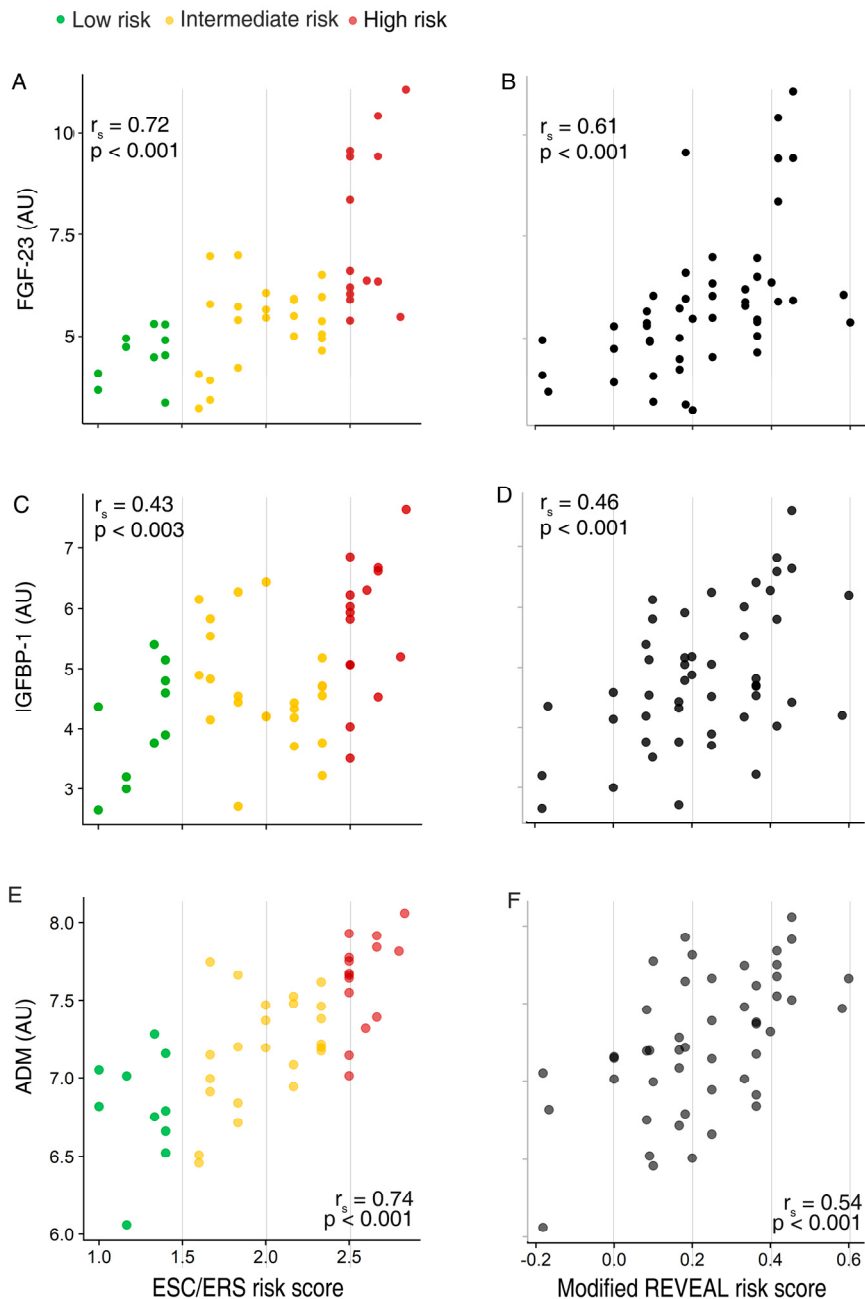 Low risk Intermediate risk High risk
A
B
r_s = 0.72
p < 0.001
r_s = 0.61
p < 0.001
10
7.5
5
FGF-23 (AU)
C
D
r_s = 0.43
p < 0.003
r_s = 0.46
p < 0.001
7
6
5
4
3
IGFBP-1 (AU)
E
F
8.0
7.5
7.0
6.5
6.0
ADM (AU)
r_s = 0.74
p < 0.001
r_s = 0.54
p < 0.001
1.0 1.5 2.0 2.5
-0.2 0.0 0.2 0.4 0.6
ESC/ERS risk score
Modified REVEAL risk score